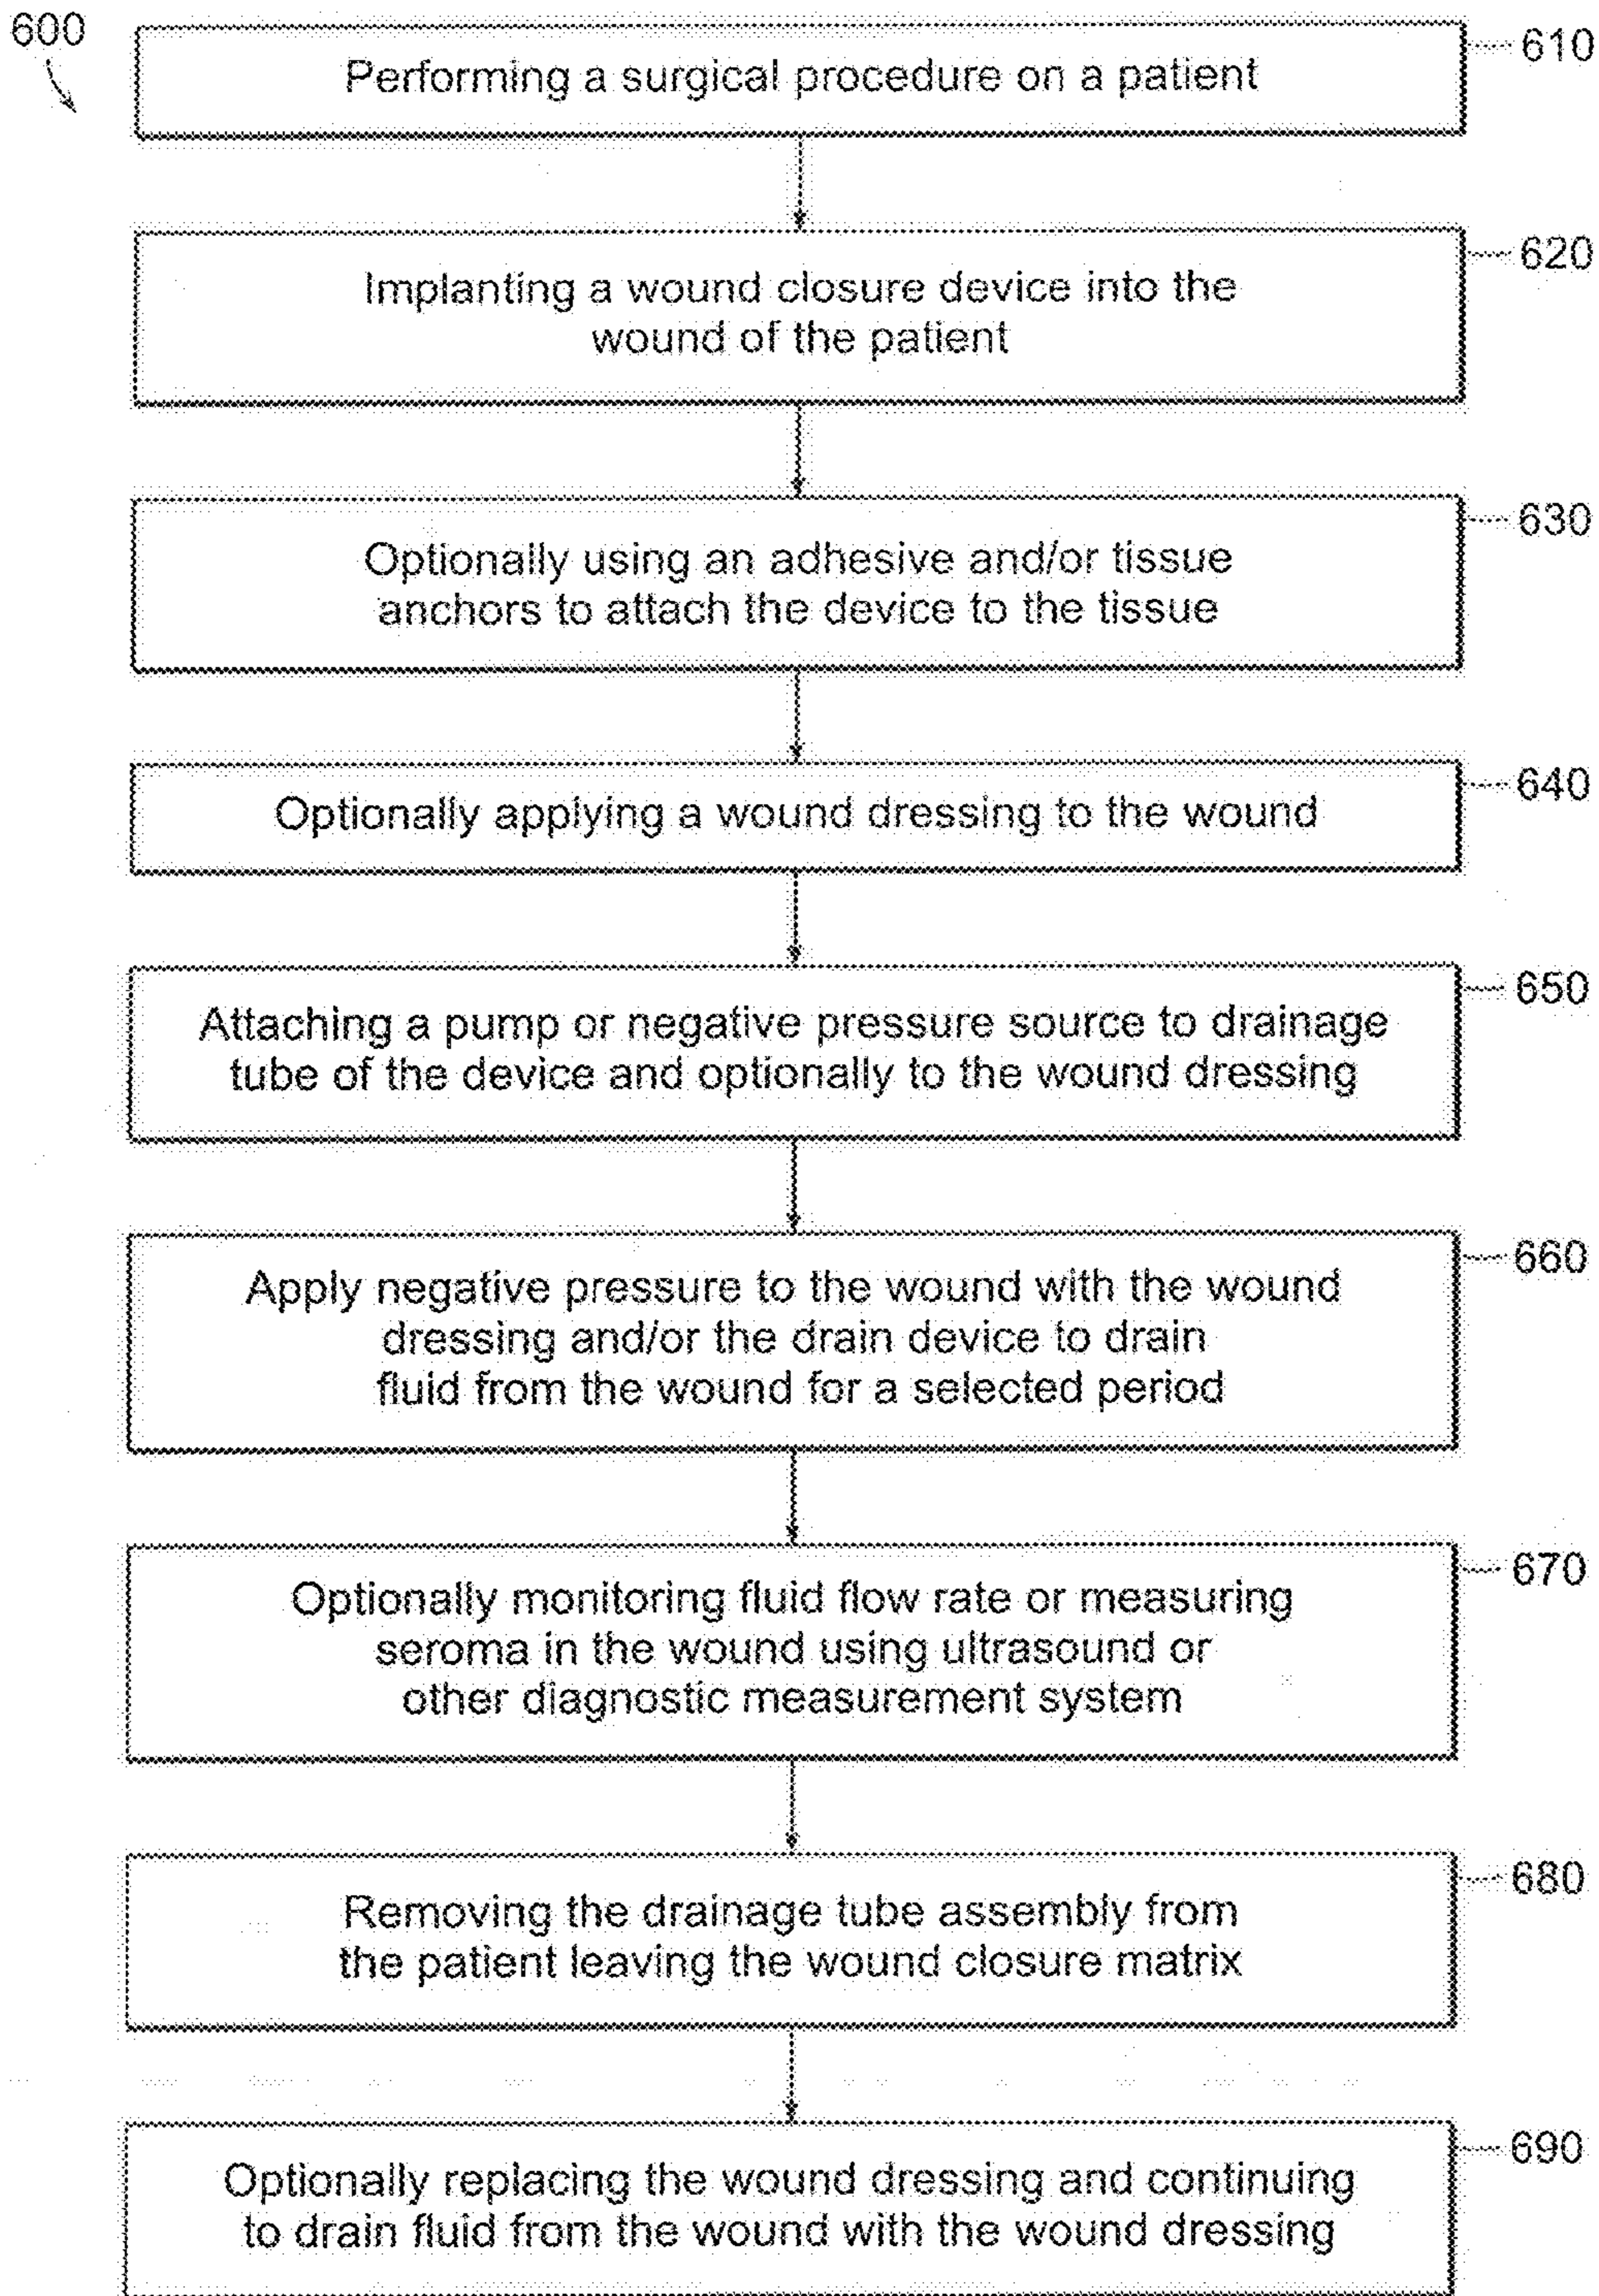 600
Performing a surgical procedure on a patient
610
Implanting a wound closure device into the
wound of the patient
620
Optionally using an adhesive and/or tissue
anchors to attach the device to the tissue
630
Optionally applying a wound dressing to the wound
640
Attaching a pump or negative pressure source to drainage
tube of the device and optionally to the wound dressing
650
Apply negative pressure to the wound with the wound
dressing and/or the drain device to drain
fluid from the wound for a selected period
660
Optionally monitoring fluid flow rate or measuring
seroma in the wound using ultrasound or
other diagnostic measurement system
670
Removing the drainage tube assembly from
the patient leaving the wound closure matrix
680
Optionally replacing the wound dressing and continuing
to drain fluid from the wound with the wound dressing
690